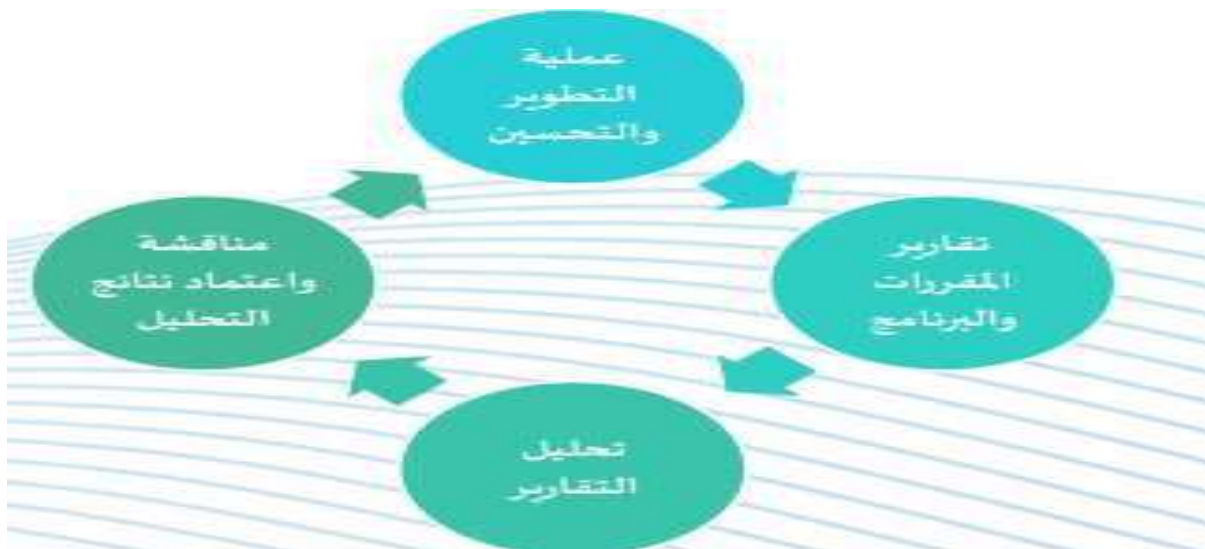 عملية
التطوير
والتحسين
تقارير
المقررات
والبرنامج
تحليل
التقارير
مناقشة
واعتماد نتائج
التحليل